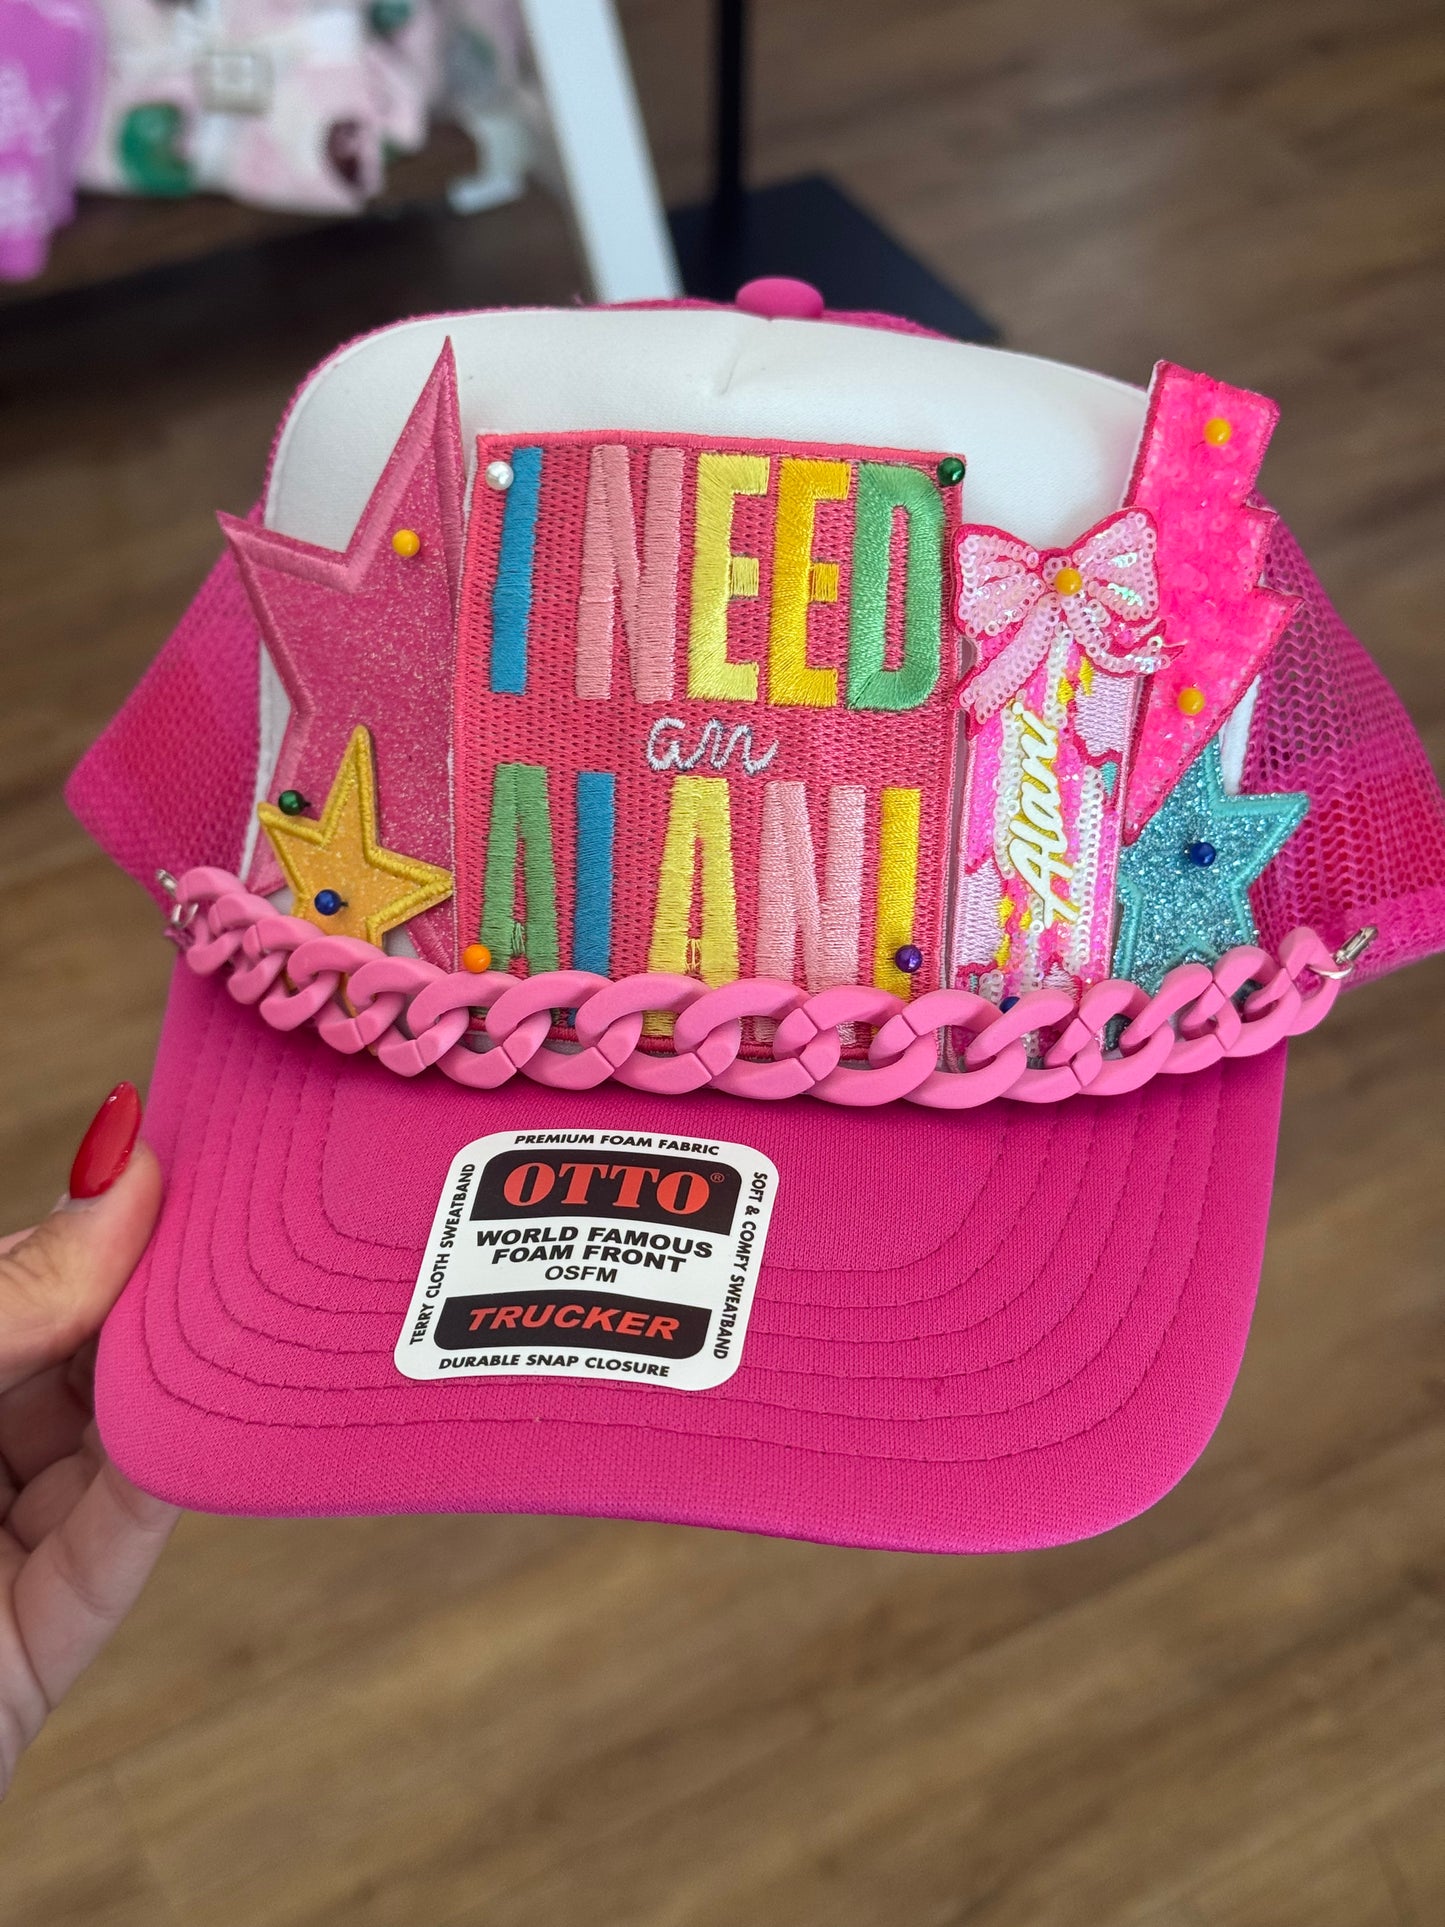 I NEED
an
ALANI
Alani
PREMIUM FOAM FABRIC
OTTO®
WORLD FAMOUS
FOAM FRONT
OSFM
TRUCKER
DURABLE SNAP CLOSURE
TERRY CLOTH SWEATBAND
SOFT & COMFY SWEATBAND